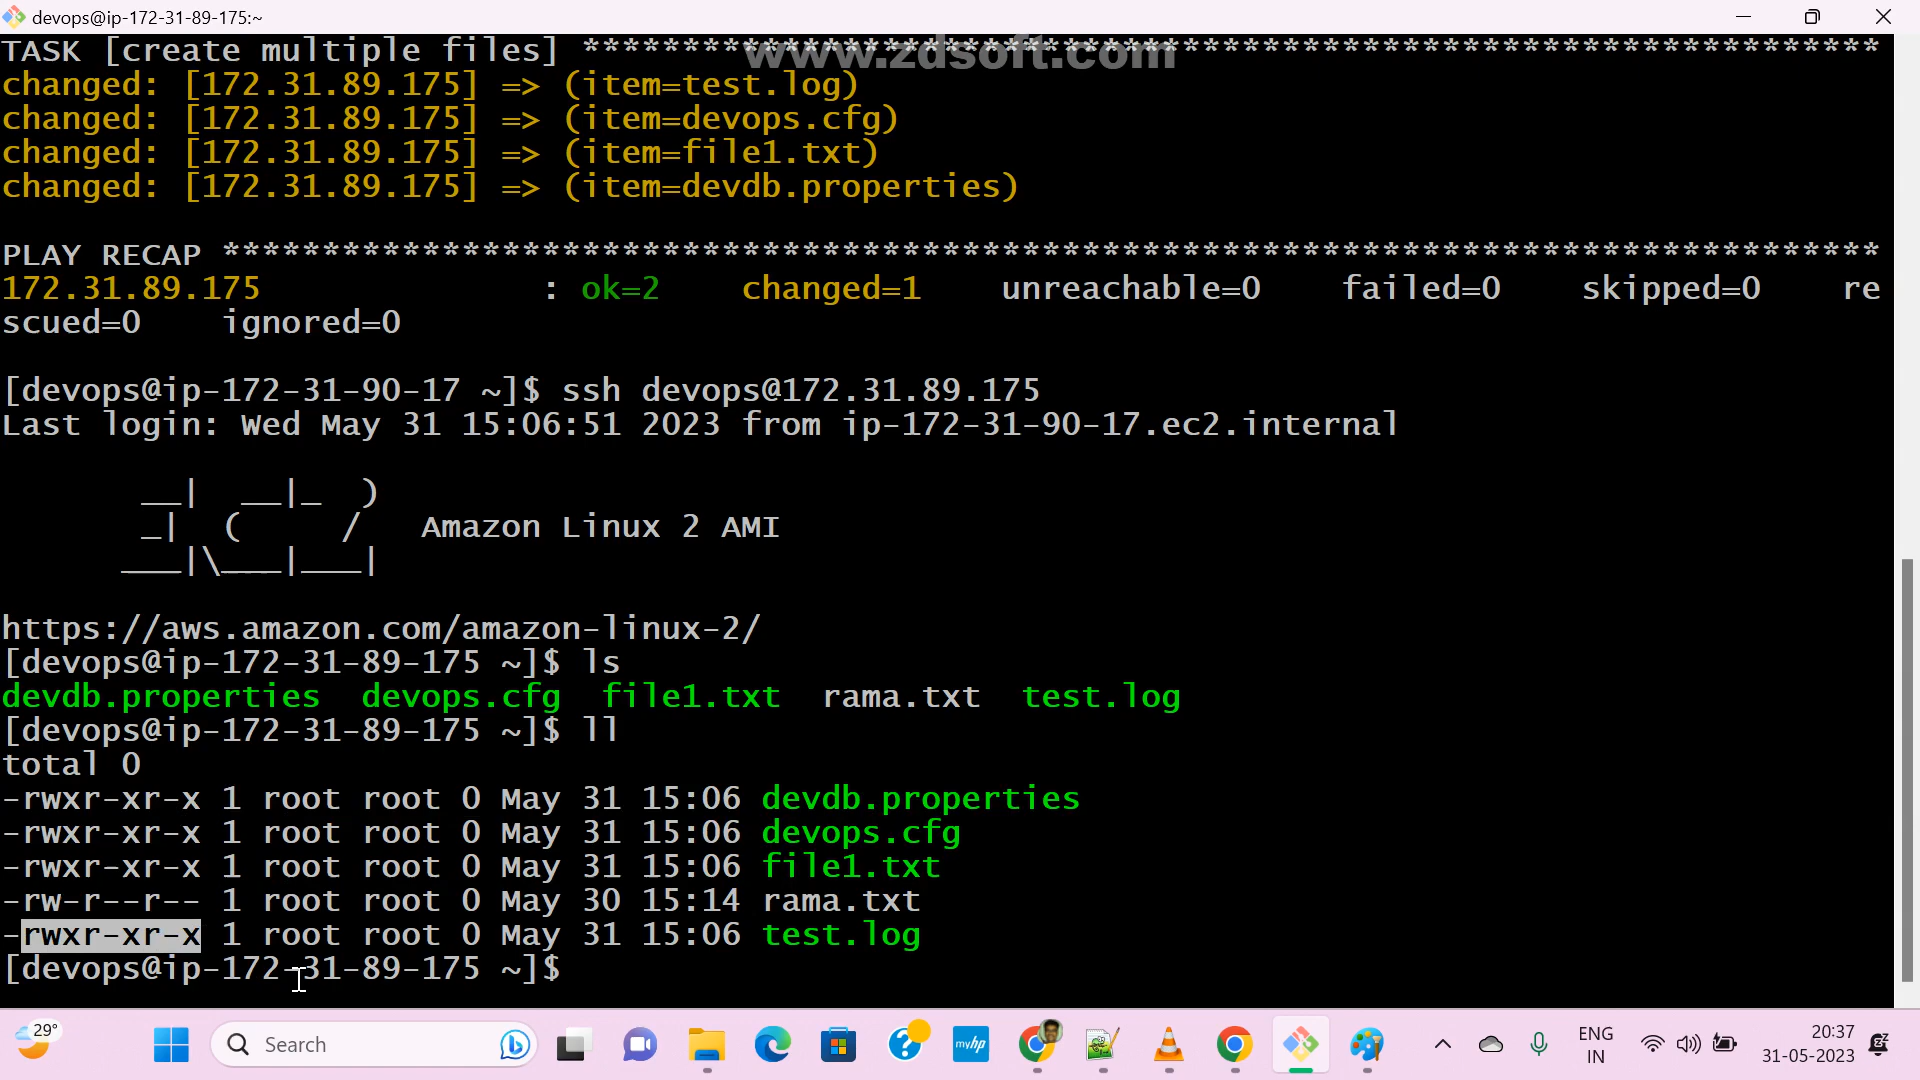 devops@ip-172-31-89-175:~
www.zdsoft.com
TASK [create multiple files] *****************************************************************
changed: [172.31.89.175] => (item=test.log)
changed: [172.31.89.175] => (item=devops.cfg)
changed: [172.31.89.175] => (item=file1.txt)
changed: [172.31.89.175] => (item=devdb.properties)
PLAY RECAP ***********************************************************************************
172.31.89.175              : ok=2    changed=1    unreachable=0    failed=0    skipped=0    re
scued=0    ignored=0
[devops@ip-172-31-90-17 ~]$ ssh devops@172.31.89.175
Last login: Wed May 31 15:06:51 2023 from ip-172-31-90-17.ec2.internal
       __|  __|_  )
       _|  (     /   Amazon Linux 2 AMI
      ___|\___|___|
https://aws.amazon.com/amazon-linux-2/
[devops@ip-172-31-89-175 ~]$ ls
devdb.properties  devops.cfg  file1.txt  rama.txt  test.log
[devops@ip-172-31-89-175 ~]$ ll
total 0
-rwxr-xr-x 1 root root 0 May 31 15:06 devdb.properties
-rwxr-xr-x 1 root root 0 May 31 15:06 devops.cfg
-rwxr-xr-x 1 root root 0 May 31 15:06 file1.txt
-rw-r--r-- 1 root root 0 May 30 15:14 rama.txt
-rwxr-xr-x 1 root root 0 May 31 15:06 test.log
[devops@ip-172-31-89-175 ~]$
29°
Search
myhp
ENG
IN
20:37
31-05-2023